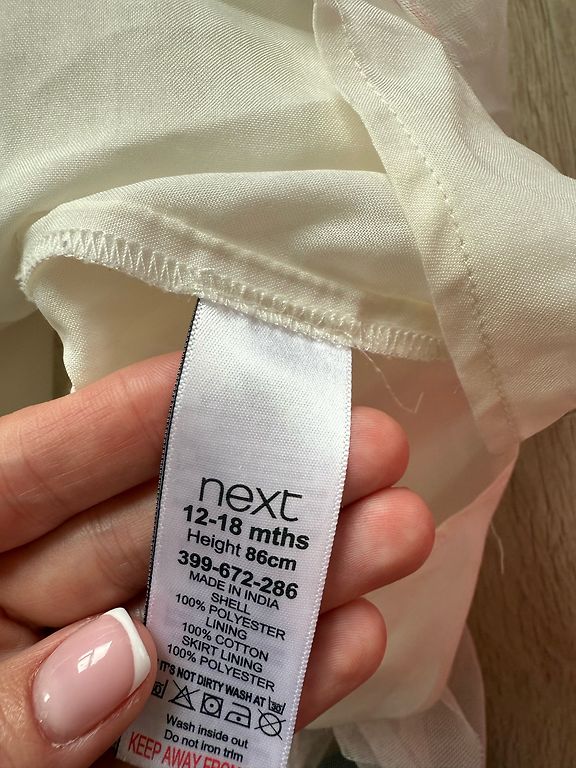 next
12-18 mths
Height 86cm
399-672-286
MADE IN INDIA
SHELL
100% POLYESTER
LINING
100% COTTON
SKIRT LINING
100% POLYESTER
IT'S NOT DIRTY WASH AT 30°
Wash inside out
Do not iron trim
KEEP AWAY FROM